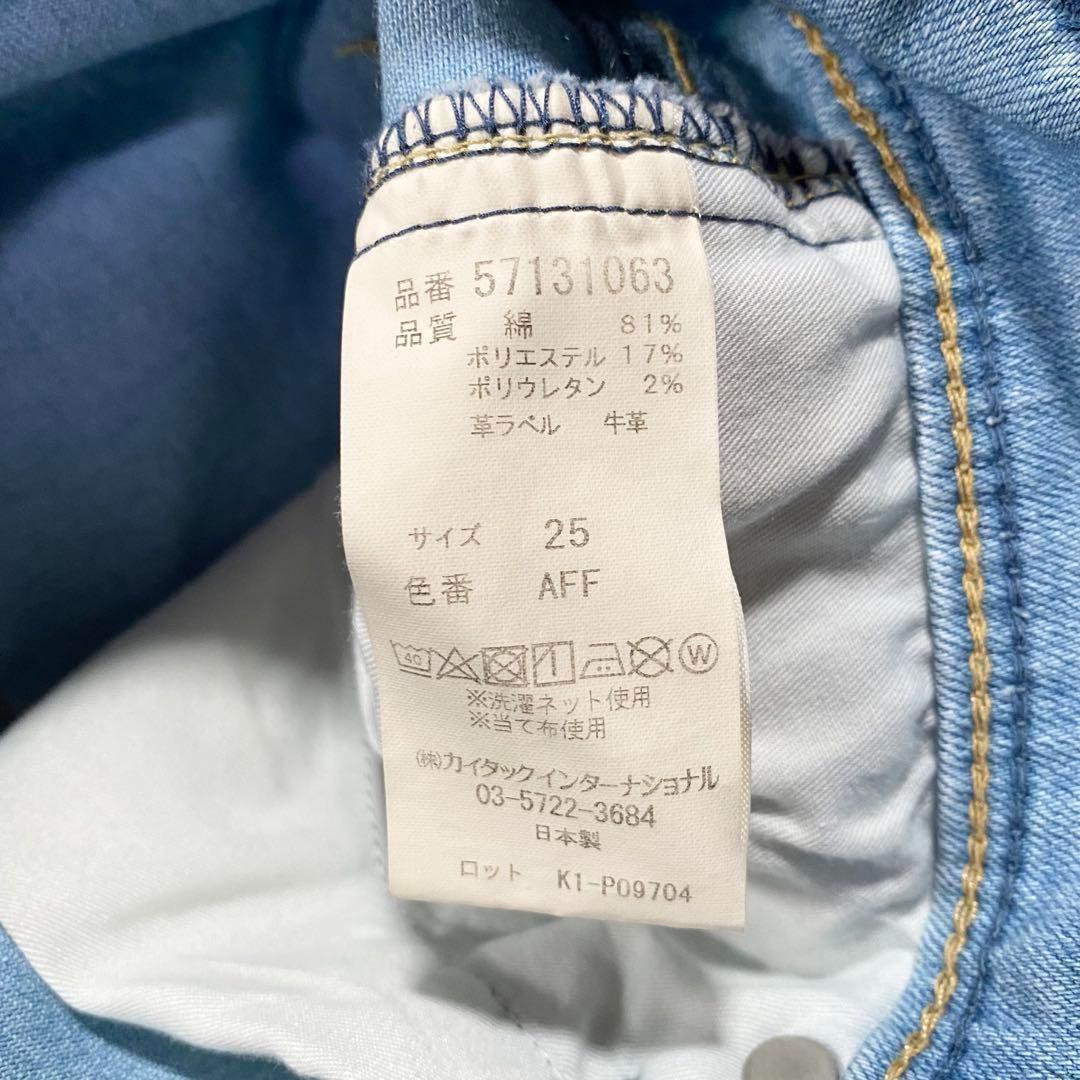 品番 57131063
品質 綿 81%
ポリエステル 17%
ポリウレタン 2%
革ラベル 牛革
サイズ 25
色番 AFF
40 W
※洗濯ネット使用
※当て布使用
㈱カイタックインターナショナル
03-5722-3684
日本製
ロット K1-P09704